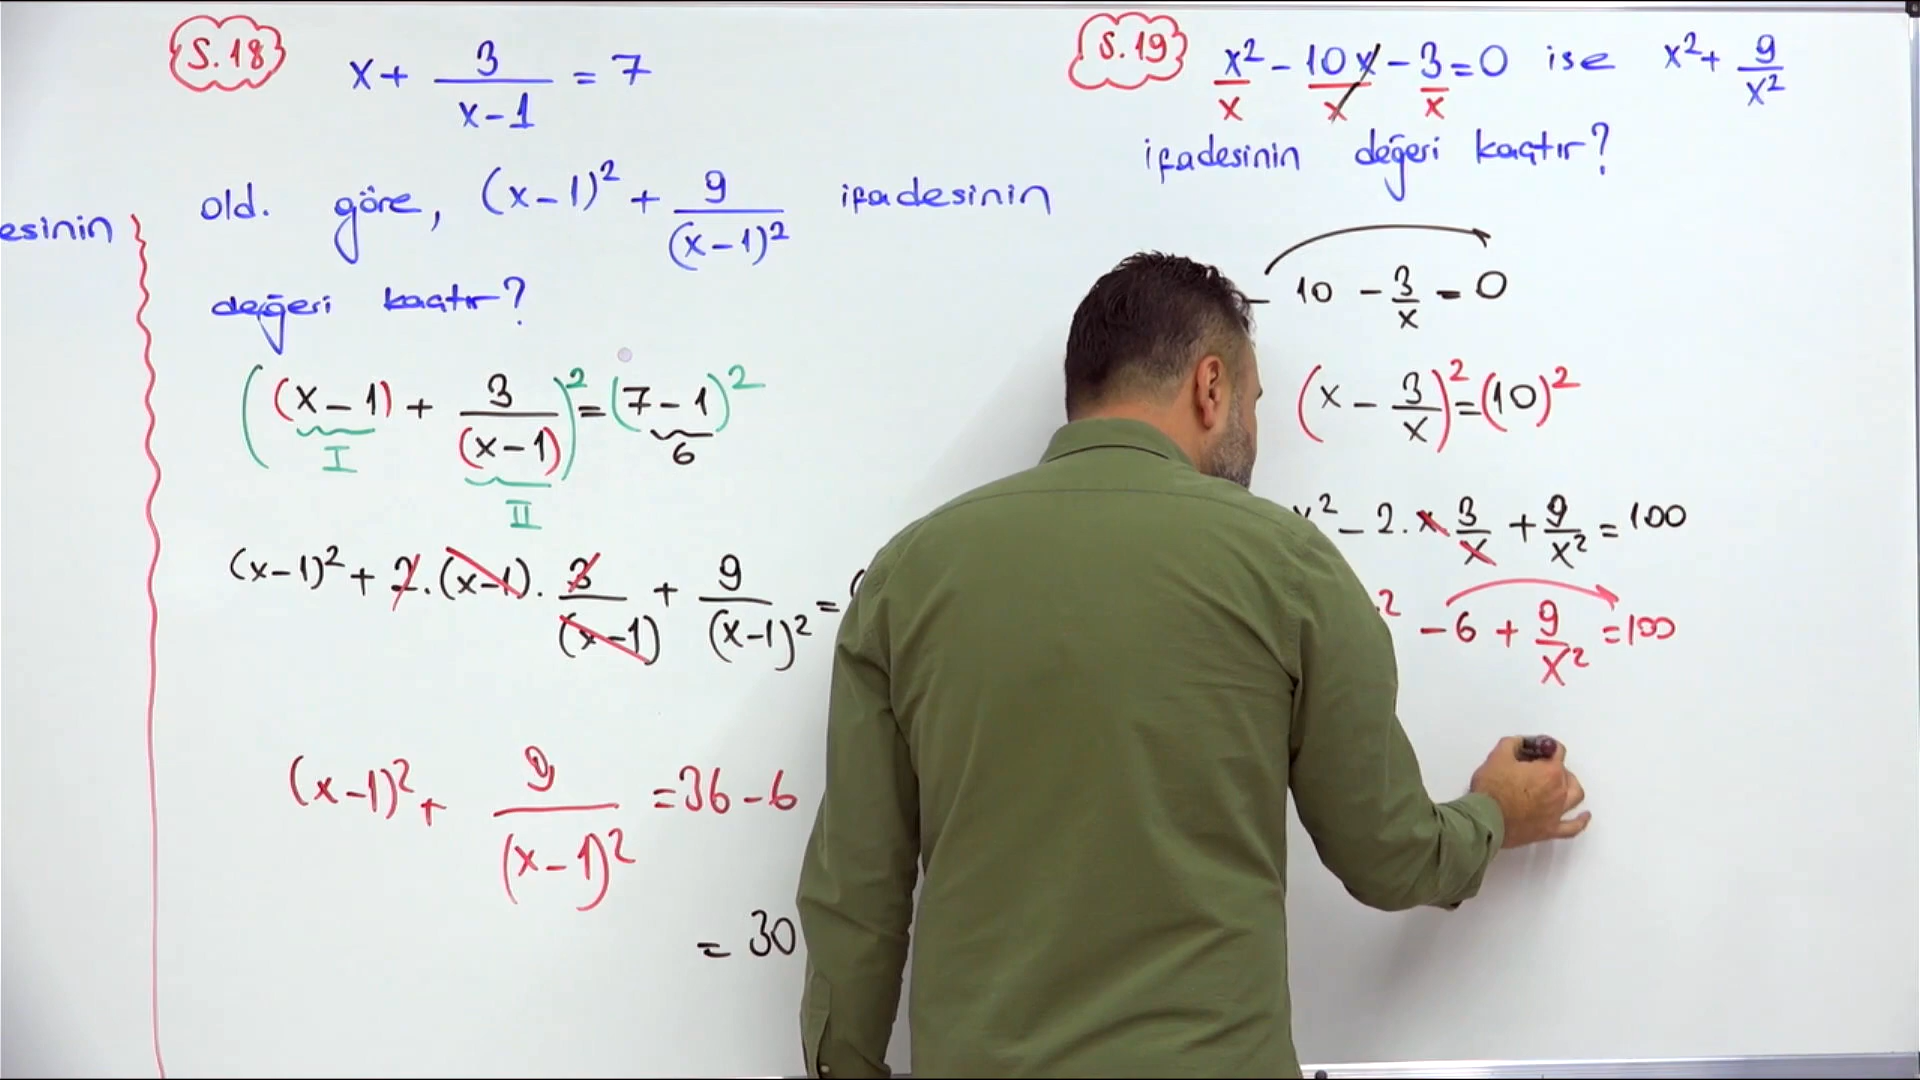 esinin
S.18
x + 3/(x-1) = 7
old. göre, (x-1)² + 9/(x-1)² ifadesinin
değeri kaçtır?
((x-1) + 3/(x-1))² = (7-1)²
I
II
6
(x-1)² + 2.(x-1). 3/(x-1) + 9/(x-1)² =
(x-1)² + 9/(x-1)² = 36 - 6
= 30
S.19
x²/x - 10x/x - 3/x = 0 ise x² + 9/x²
ifadesinin değeri kaçtır?
- 10 - 3/x = 0
(x - 3/x)² = (10)²
x² - 2.x. 3/x + 9/x² = 100
² - 6 + 9/x² = 100